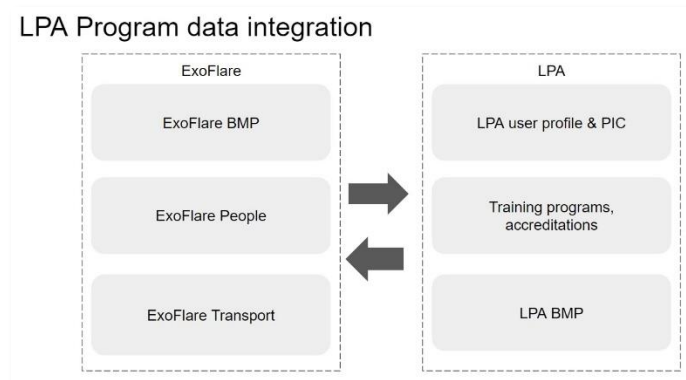 LPA Program data integration
ExoFlare
ExoFlare BMP
ExoFlare People
ExoFlare Transport
LPA
LPA user profile & PIC
Training programs,
accreditations
LPA BMP